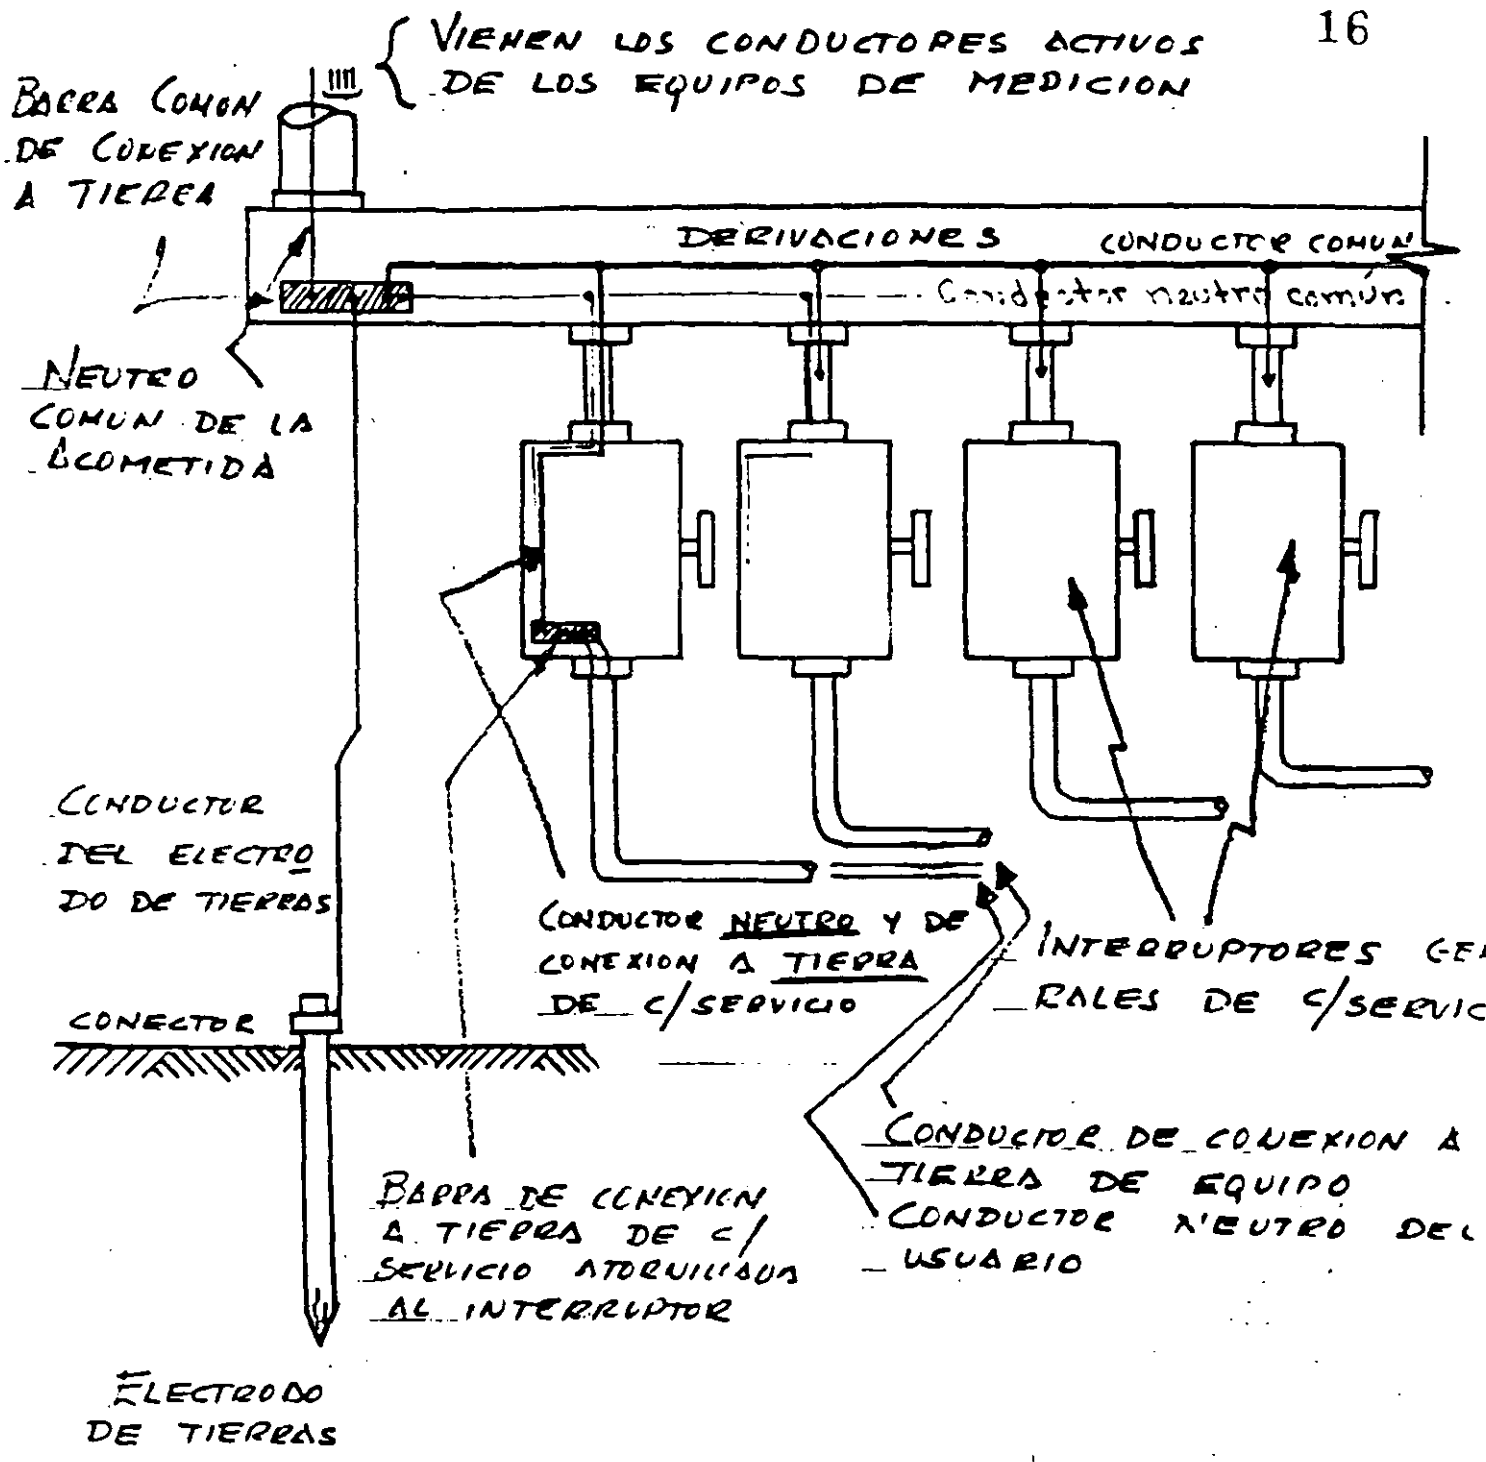 16
VIENEN LOS CONDUCTORES ACTIVOS
DE LOS EQUIPOS DE MEDICION
BARRA COMUN
DE CONEXION
A TIERRA
DERIVACIONES
CONDUCTOR COMUN
Conductor neutro común
NEUTRO
COMUN DE LA
ACOMETIDA
CONDUCTOR
DEL ELECTRO
DO DE TIERRAS
CONDUCTOR NEUTRO Y DE
CONEXION A TIERRA
DE C/SERVICIO
INTERRUPTORES GEN
RALES DE C/SERVIC
CONECTOR
CONDUCTOR DE CONEXION A
TIERRA DE EQUIPO
CONDUCTOR NEUTRO DEL
USUARIO
BARRA DE CONEXION
A TIERRA DE C/
SERVICIO ATORNILLADA
AL INTERRUPTOR
ELECTRODO
DE TIERRAS